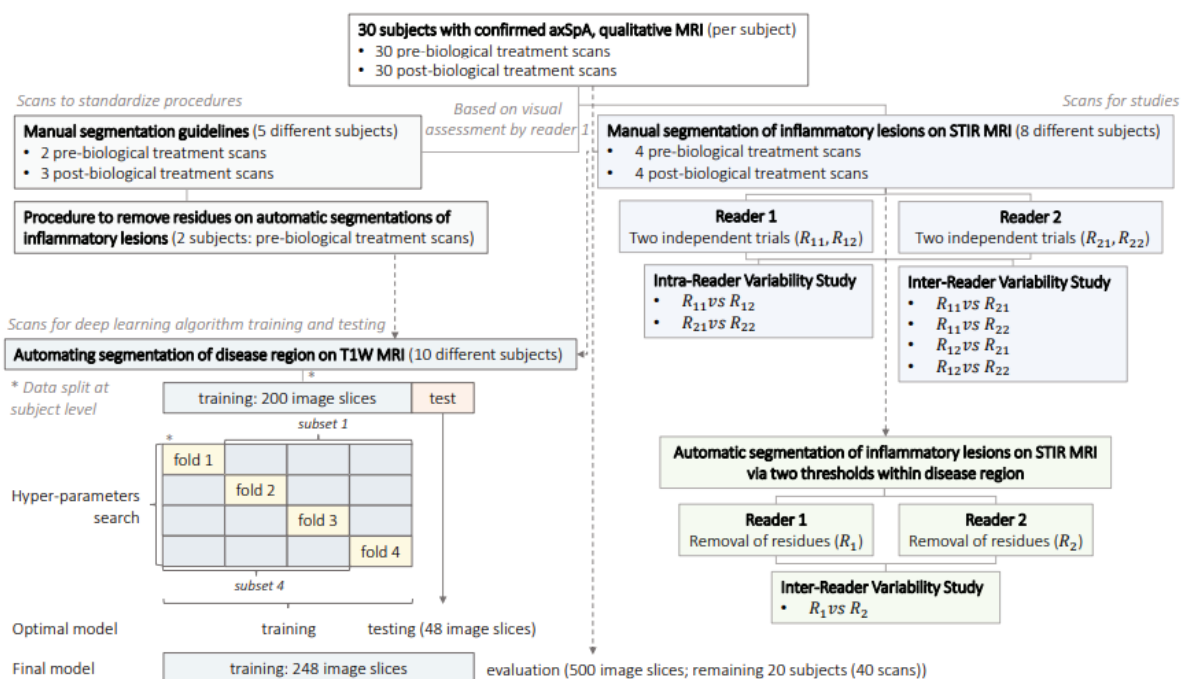 30 subjects with confirmed axSpA, qualitative MRI (per subject)
• 30 pre-biological treatment scans
• 30 post-biological treatment scans
Scans to standardize procedures
Based on visual
assessment by reader 1
Scans for studies
Manual segmentation guidelines (5 different subjects)
• 2 pre-biological treatment scans
• 3 post-biological treatment scans
Manual segmentation of inflammatory lesions on STIR MRI (8 different subjects)
• 4 pre-biological treatment scans
• 4 post-biological treatment scans
Procedure to remove residues on automatic segmentations of
inflammatory lesions (2 subjects: pre-biological treatment scans)
Reader 1
Two independent trials (R₁₁, R₁₂)
Reader 2
Two independent trials (R₂₁, R₂₂)
Intra-Reader Variability Study
• R₁₁ vs R₁₂
• R₂₁ vs R₂₂
Inter-Reader Variability Study
• R₁₁ vs R₂₁
• R₁₁ vs R₂₂
• R₁₂ vs R₂₁
• R₁₂ vs R₂₂
Scans for deep learning algorithm training and testing
Automating segmentation of disease region on T1W MRI (10 different subjects)
* Data split at
subject level
*
training: 200 image slices
test
subset 1
*
fold 1
fold 2
fold 3
fold 4
Hyper-parameters
search
subset 4
Automatic segmentation of inflammatory lesions on STIR MRI
via two thresholds within disease region
Reader 1
Removal of residues (R₁)
Reader 2
Removal of residues (R₂)
Inter-Reader Variability Study
• R₁ vs R₂
Optimal model
training
testing (48 image slices)
Final model
training: 248 image slices
evaluation (500 image slices; remaining 20 subjects (40 scans))